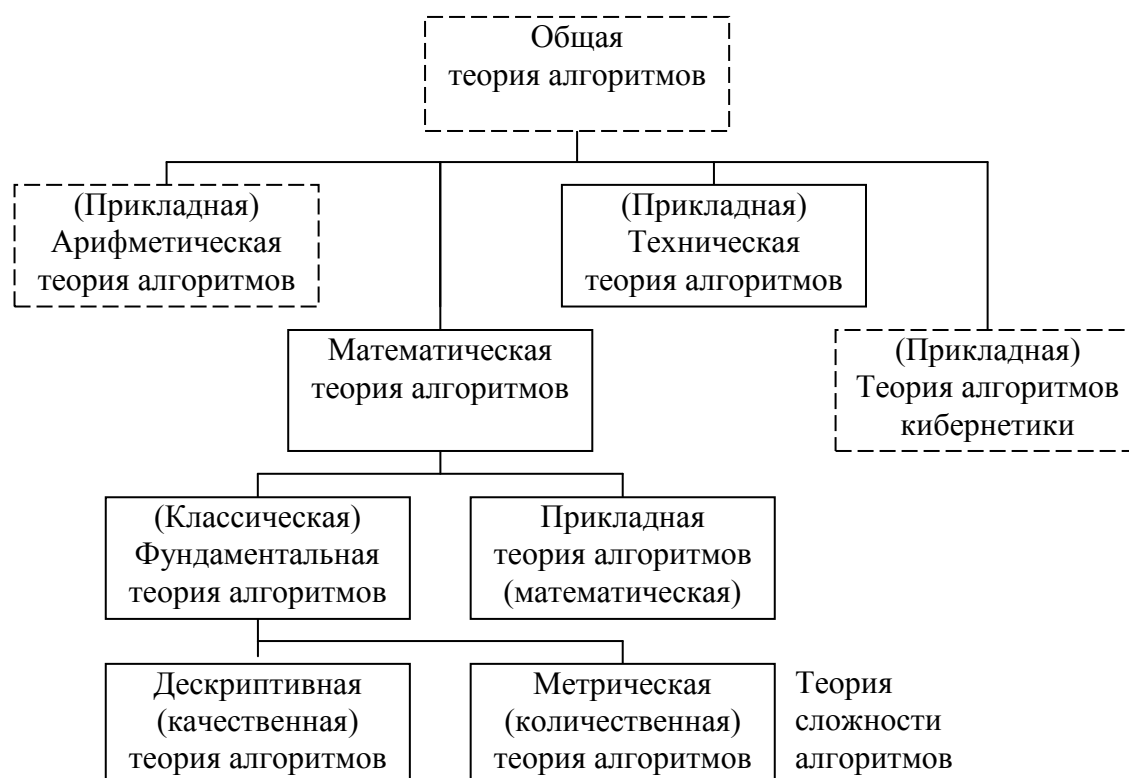 Общая
теория алгоритмов
(Прикладная)
Арифметическая
теория алгоритмов
(Прикладная)
Техническая
теория алгоритмов
Математическая
теория алгоритмов
(Прикладная)
Теория алгоритмов
кибернетики
(Классическая)
Фундаментальная
теория алгоритмов
Прикладная
теория алгоритмов
(математическая)
Дескриптивная
(качественная)
теория алгоритмов
Метрическая
(количественная)
теория алгоритмов
Теория
сложности
алгоритмов